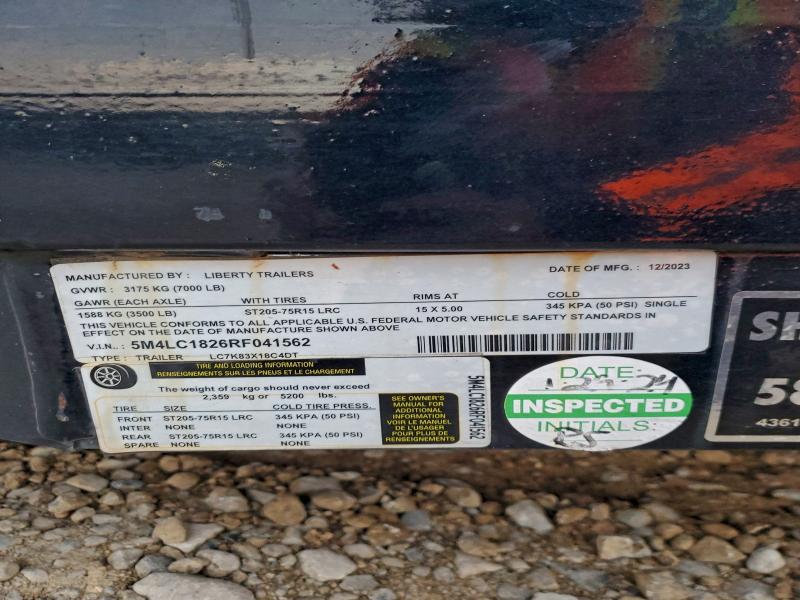 MANUFACTURED BY: LIBERTY TRAILERS DATE OF MFG.: 12/2023
GVWR: 3175 KG (7000 LB)
GAWR (EACH AXLE) WITH TIRES RIMS AT COLD
1588 KG (3500 LB) ST205-75R15 LRC 15 X 5.00 345 KPA (50 PSI) SINGLE
THIS VEHICLE CONFORMS TO ALL APPLICABLE U.S. FEDERAL MOTOR VEHICLE SAFETY STANDARDS IN
EFFECT ON THE DATE OF MANUFACTURE SHOWN ABOVE
V.I.N..: 5M4LC1826RF041562
TYPE: TRAILER LC7K83X18C4DT
TIRE AND LOADING INFORMATION
RENSEIGNEMENTS SUR LES PNEUS ET LE CHARGEMENT
The weight of cargo should never exceed
2,359 kg or 5200 lbs.
TIRE SIZE COLD TIRE PRESS.
FRONT ST205-75R15 LRC 345 KPA (50 PSI)
INTER NONE NONE
REAR ST205-75R15 LRC 345 KPA (50 PSI)
SPARE NONE NONE
SEE OWNER'S
MANUAL FOR
ADDITIONAL
INFORMATION
VOIR LE MANUEL
DE L'USAGER
POUR PLUS DE
RENSEIGNEMENTS
5M4LC1826RF041562
DATE:
INSPECTED
INITIALS:
SH
58
4361